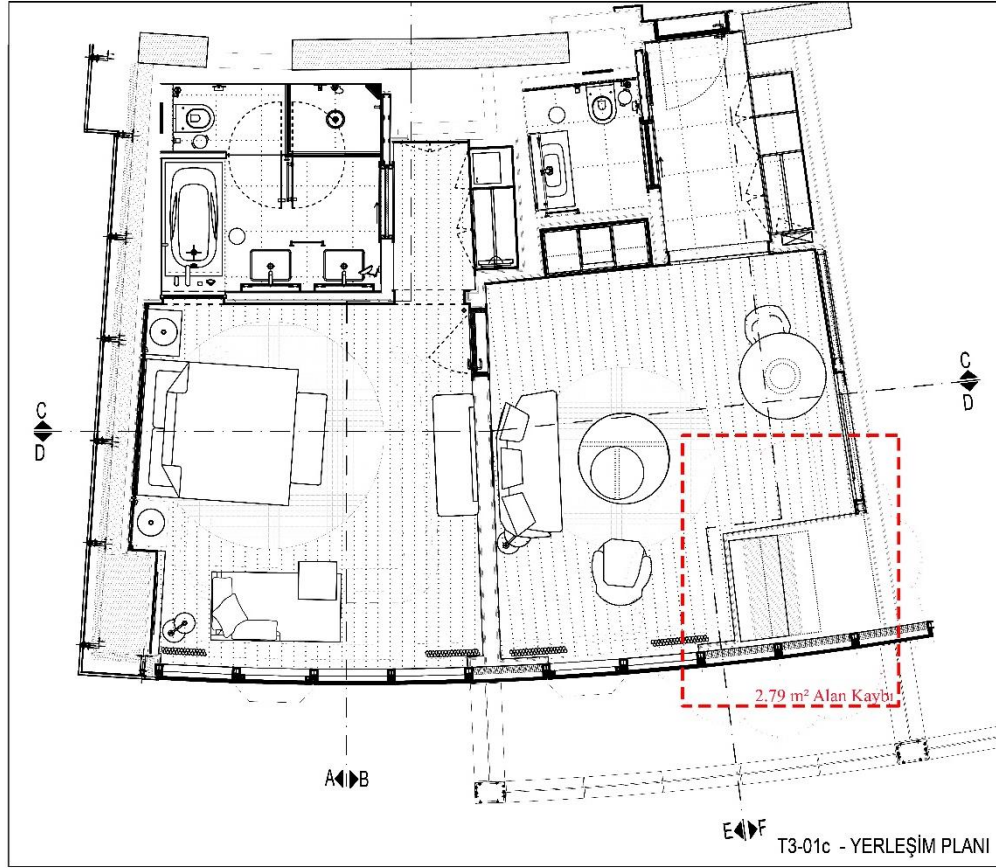 C
D
C
D
2.79 m² Alan Kaybı
A B
E F
T3-01c - YERLEŞİM PLANI